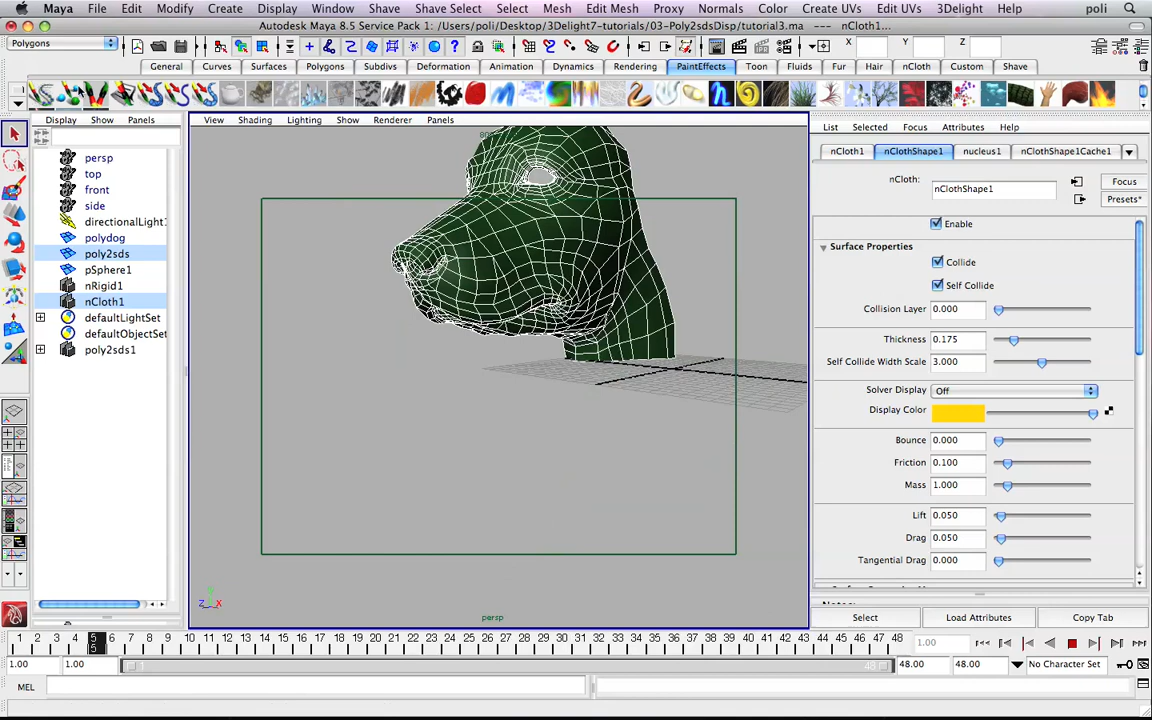 Maya File Edit Modify Create Display Window Assets Shave Shave Select Select Mesh Edit Mesh Proxy Normals Color Create UVs Edit UVs 3Delight Help poli
Autodesk Maya 8.5 Service Pack 1: /Users/poli/Desktop/3Delight7-tutorials/03-Poly2sdsDisp/tutorial3.ma --- nCloth1...
Polygons X Y Z
General Curves Surfaces Polygons Subdivs Deformation Animation Dynamics Rendering PaintEffects Toon Fluids Fur Hair nCloth Custom Shave
Display Show Panels View Shading Lighting Show Renderer Panels List Selected Focus Attributes Help
nCloth1 nClothShape1 nucleus1 nClothShape1Cache1
persp
top
front
side
directionalLight1
polydog
poly2sds
pSphere1
nRigid1
nCloth1
defaultLightSet
defaultObjectSet
poly2sds1
persp
nCloth: nClothShape1
Focus
Presets*
Enable
Surface Properties
Collide
Self Collide
Collision Layer 0.000
Thickness 0.175
Self Collide Width Scale 3.000
Solver Display Off
Display Color
Bounce 0.000
Friction 0.100
Mass 1.000
Lift 0.050
Drag 0.050
Tangential Drag 0.000
Select Load Attributes Copy Tab
1 2 3 4 5 6 7 8 9 10 11 12 13 14 15 16 17 18 19 20 21 22 23 24 25 26 27 28 29 30 31 32 33 34 35 36 37 38 39 40 41 42 43 44 45 46 47 48 1.00
5
1.00 1.00 48 48.00 48.00 No Character Set
MEL